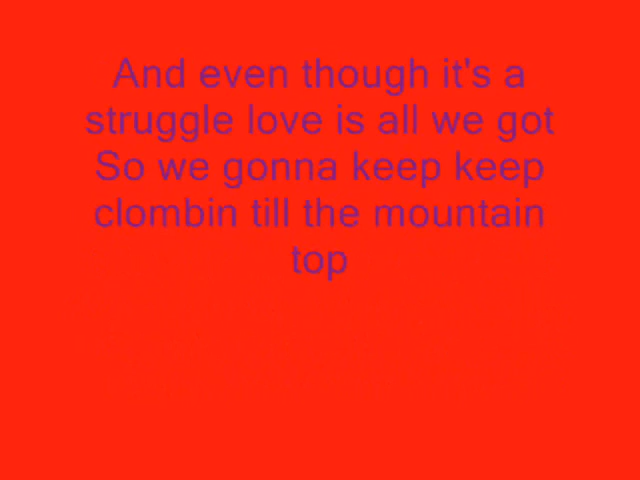 And even though it's a
struggle love is all we got
So we gonna keep keep
clombin till the mountain
top